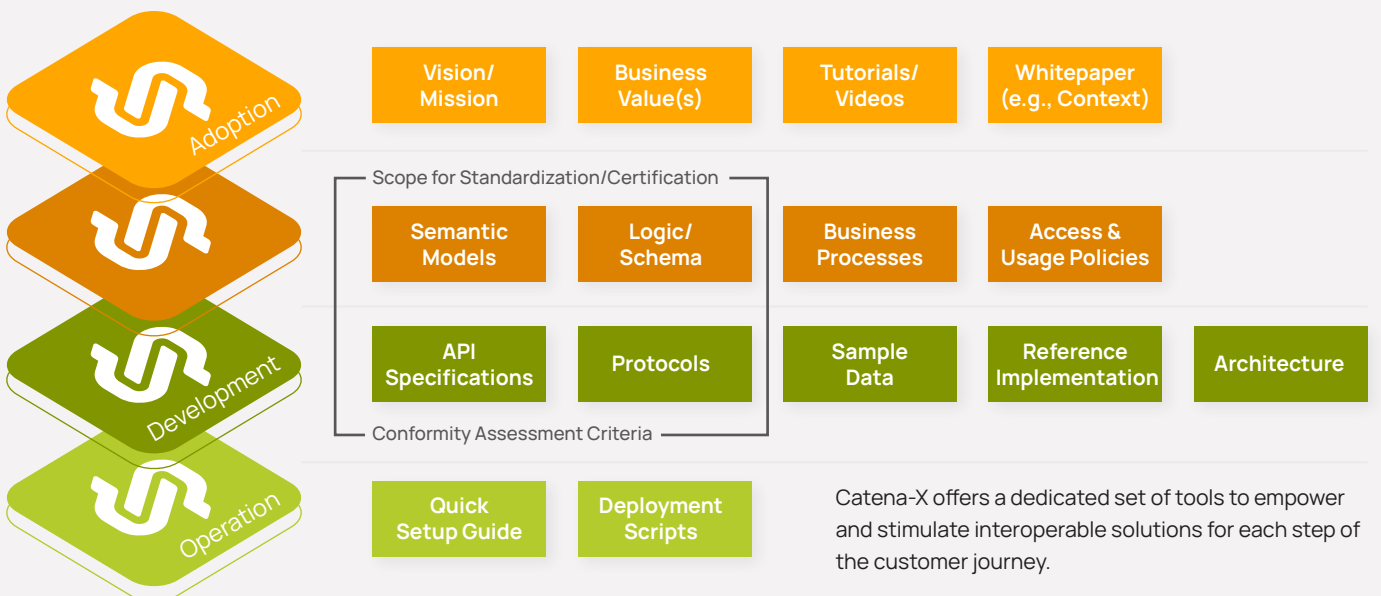 Adoption
Vision/
Mission
Business
Value(s)
Tutorials/
Videos
Whitepaper
(e.g., Context)
Scope for Standardization/Certification
Semantic
Models
Logic/
Schema
Business
Processes
Access &
Usage Policies
Development
API
Specifications
Protocols
Sample
Data
Reference
Implementation
Architecture
Conformity Assessment Criteria
Operation
Quick
Setup Guide
Deployment
Scripts
Catena-X offers a dedicated set of tools to empower
and stimulate interoperable solutions for each step of
the customer journey.